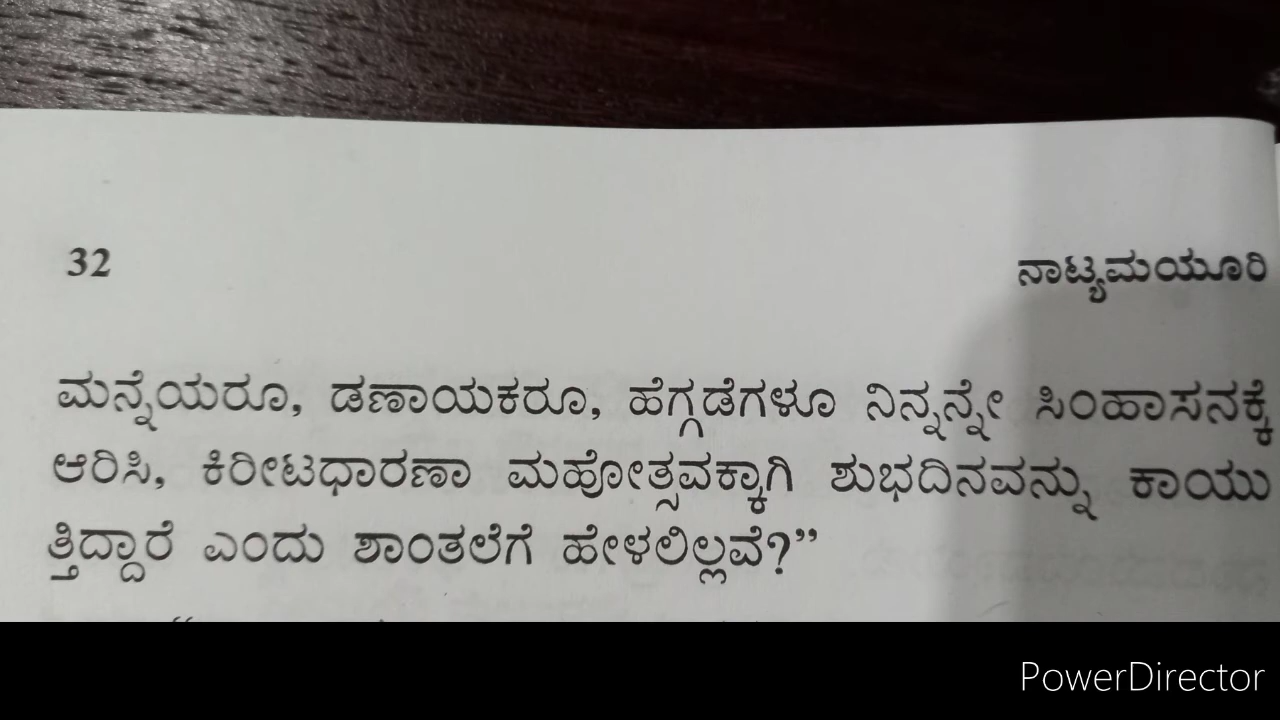 32 ನಾಟ್ಯಮಯೂರಿ
ಮನ್ನೆಯರೂ, ಡಣಾಯಕರೂ, ಹೆಗ್ಗಡೆಗಳೂ ನಿನ್ನನ್ನೇ ಸಿಂಹಾಸನಕ್ಕೆ
ಆರಿಸಿ, ಕಿರೀಟಧಾರಣಾ ಮಹೋತ್ಸವಕ್ಕಾಗಿ ಶುಭದಿನವನ್ನು ಕಾಯು
ತ್ತಿದ್ದಾರೆ ಎಂದು ಶಾಂತಲೆಗೆ ಹೇಳಲಿಲ್ಲವೆ?”
PowerDirector